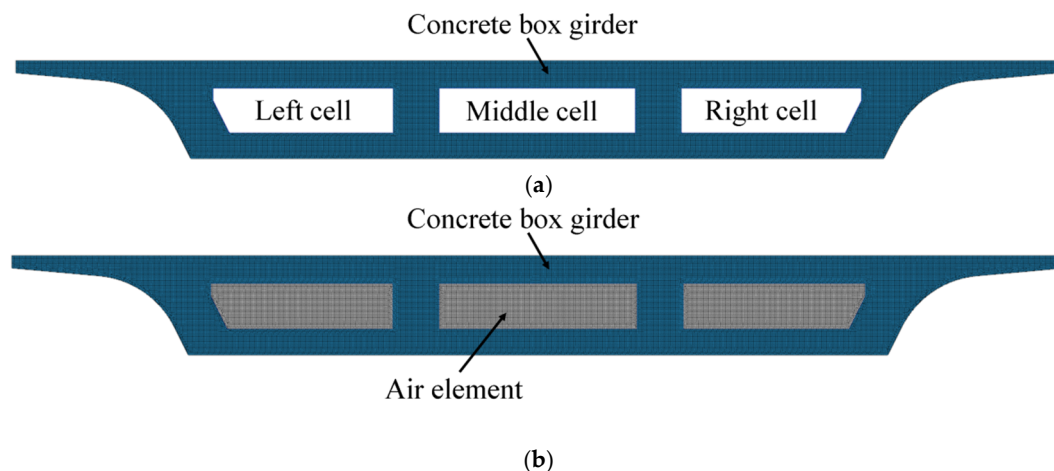 Concrete box girder
Left cell
Middle cell
Right cell
(a)
Concrete box girder
Air element
(b)